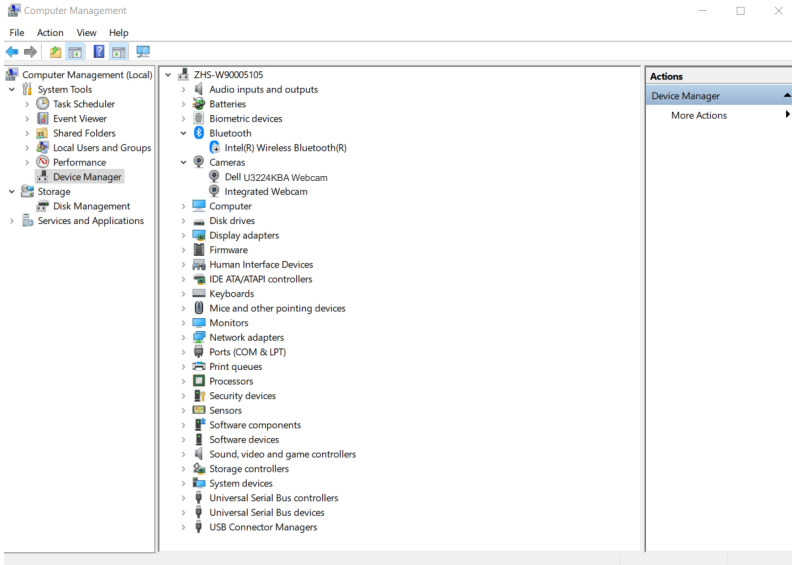 Computer Management
File Action View Help
Computer Management (Local)
System Tools
Task Scheduler
Event Viewer
Shared Folders
Local Users and Groups
Performance
Device Manager
Storage
Disk Management
Services and Applications
ZHS-W90005105
Audio inputs and outputs
Batteries
Biometric devices
Bluetooth
Intel(R) Wireless Bluetooth(R)
Cameras
Dell U3224KBA Webcam
Integrated Webcam
Computer
Disk drives
Display adapters
Firmware
Human Interface Devices
IDE ATA/ATAPI controllers
Keyboards
Mice and other pointing devices
Monitors
Network adapters
Ports (COM & LPT)
Print queues
Processors
Security devices
Sensors
Software components
Software devices
Sound, video and game controllers
Storage controllers
System devices
Universal Serial Bus controllers
Universal Serial Bus devices
USB Connector Managers
Actions
Device Manager
More Actions